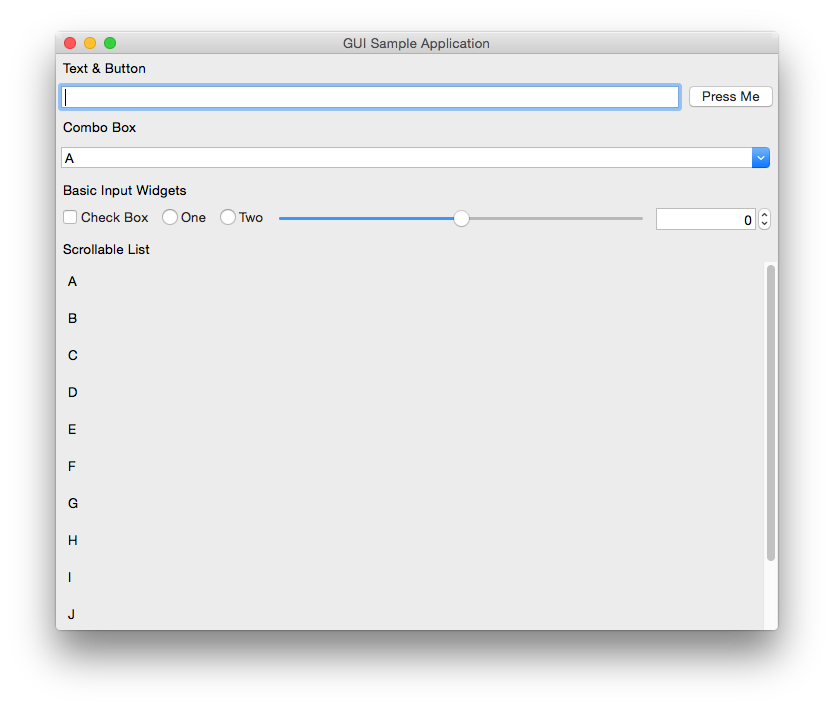 GUI Sample Application
Text & Button
Press Me
Combo Box
A
Basic Input Widgets
Check Box One Two 0
Scrollable List
A
B
C
D
E
F
G
H
I
J